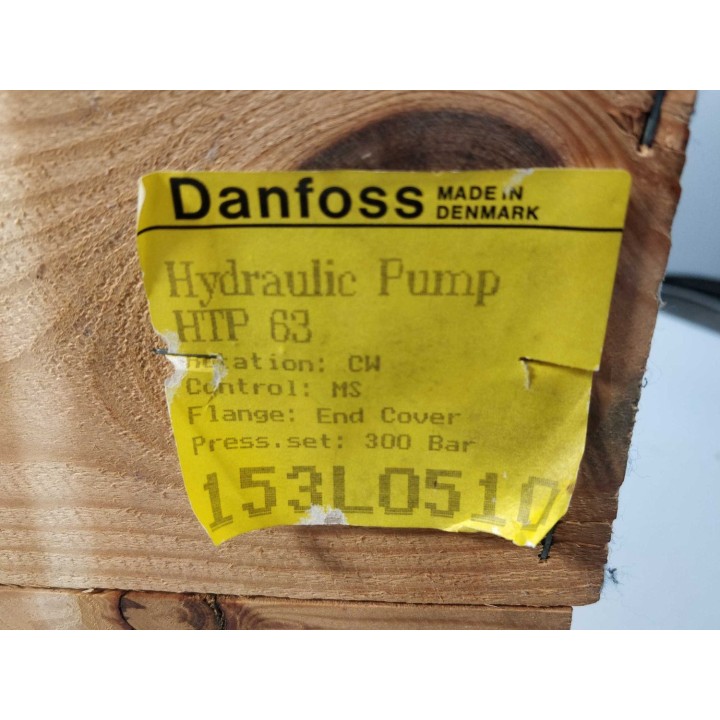 Danfoss MADE IN
DENMARK
Hydraulic Pump
HTP 63
Rotation: CW
Control: MS
Flange: End Cover
Press.set: 300 Bar
153L0510